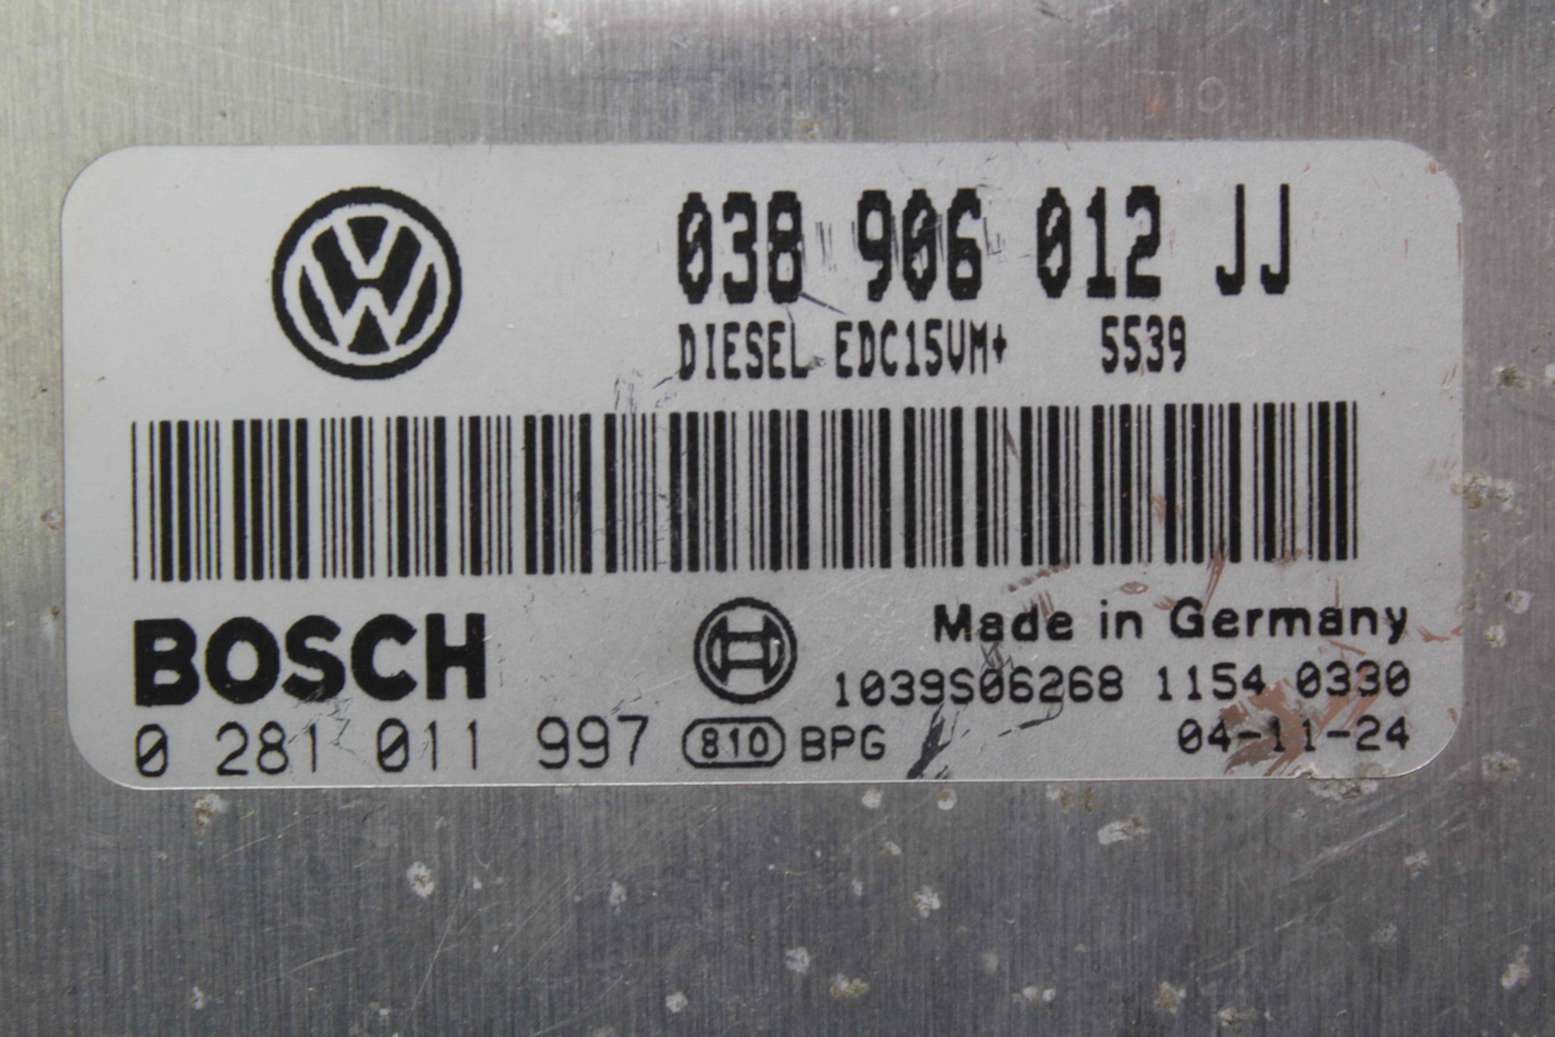 038 906 012 JJ
DIESEL EDC15VM+ 5539
BOSCH
Made in Germany
1039S06268 1154 0330
0 281 011 997 810 BPG 04-11-24